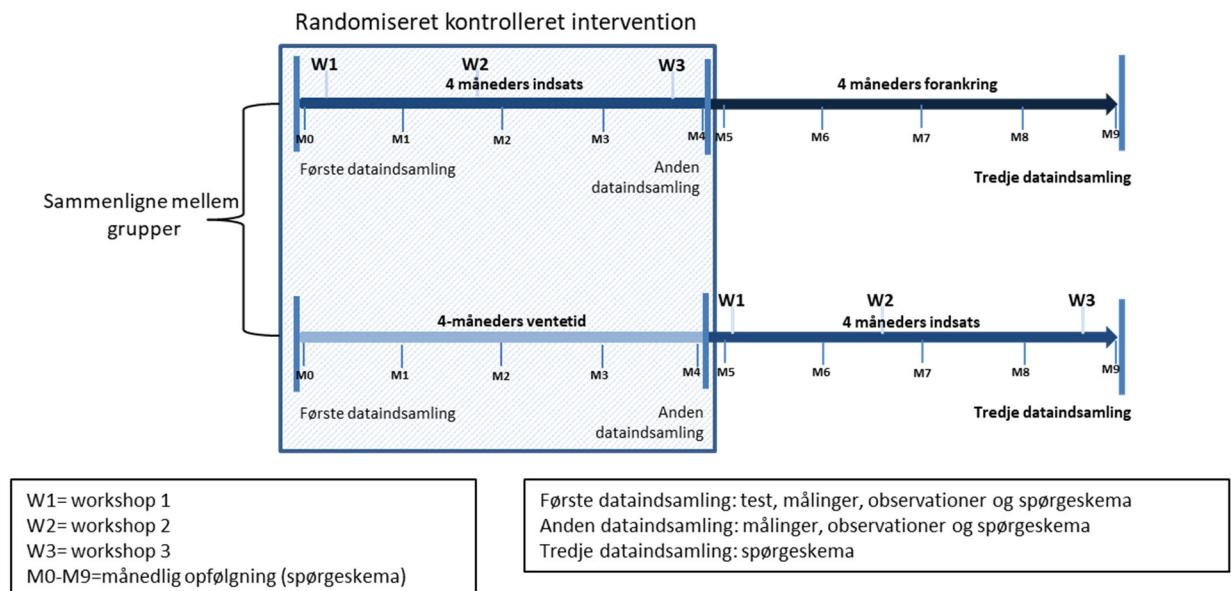 Randomiseret kontrolleret intervention
W1 W2 W3
4 måneders indsats 4 måneders forankring
M0 M1 M2 M3 M4 M5 M6 M7 M8 M9
Første dataindsamling Anden dataindsamling Tredje dataindsamling
Sammenligne mellem
grupper
W1 W2 W3
4-måneders ventetid 4 måneders indsats
M0 M1 M2 M3 M4 M5 M6 M7 M8 M9
Første dataindsamling Anden dataindsamling Tredje dataindsamling
W1= workshop 1
W2= workshop 2
W3= workshop 3
M0-M9=månedlig opfølgning (spørgeskema)
Første dataindsamling: test, målinger, observationer og spørgeskema
Anden dataindsamling: målinger, observationer og spørgeskema
Tredje dataindsamling: spørgeskema